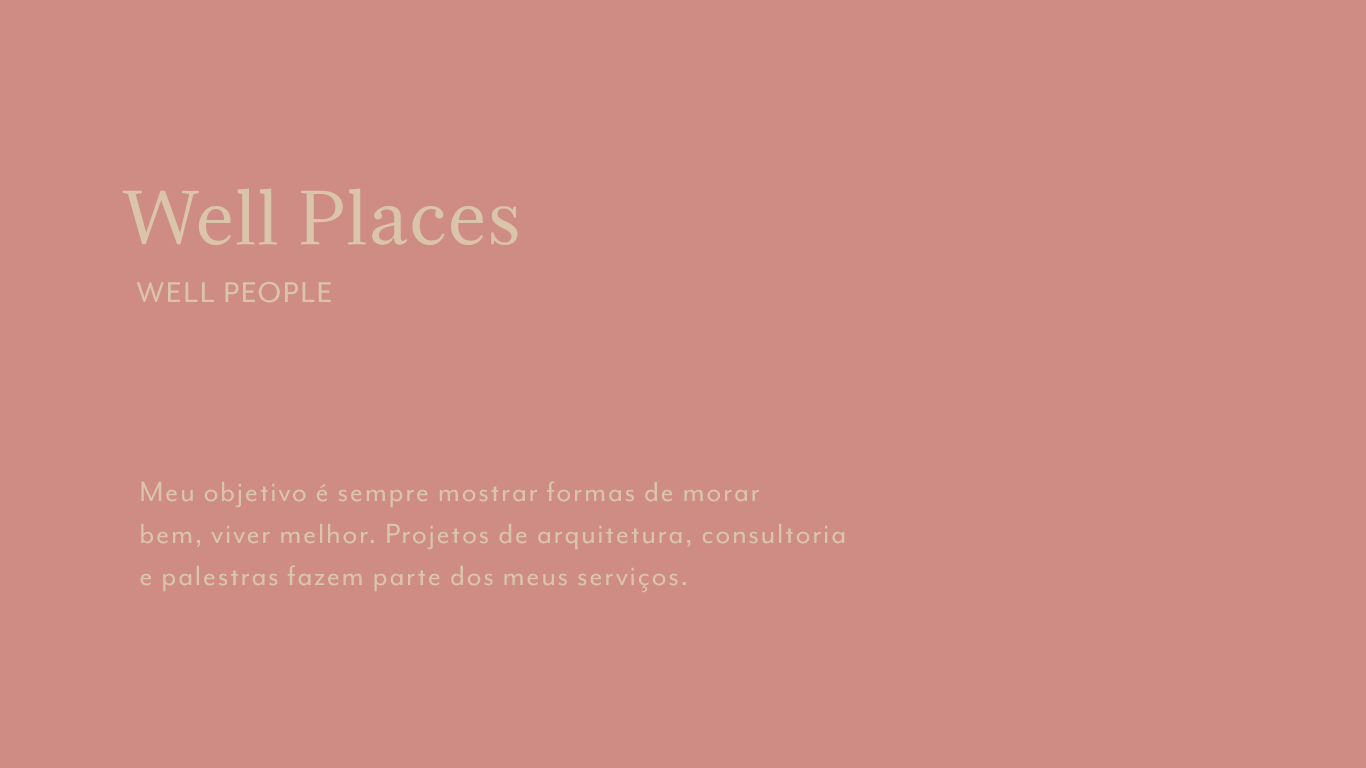 Well Places
WELL PEOPLE
Meu objetivo é sempre mostrar formas de morar
bem, viver melhor. Projetos de arquitetura, consultoria
e palestras fazem parte dos meus serviços.